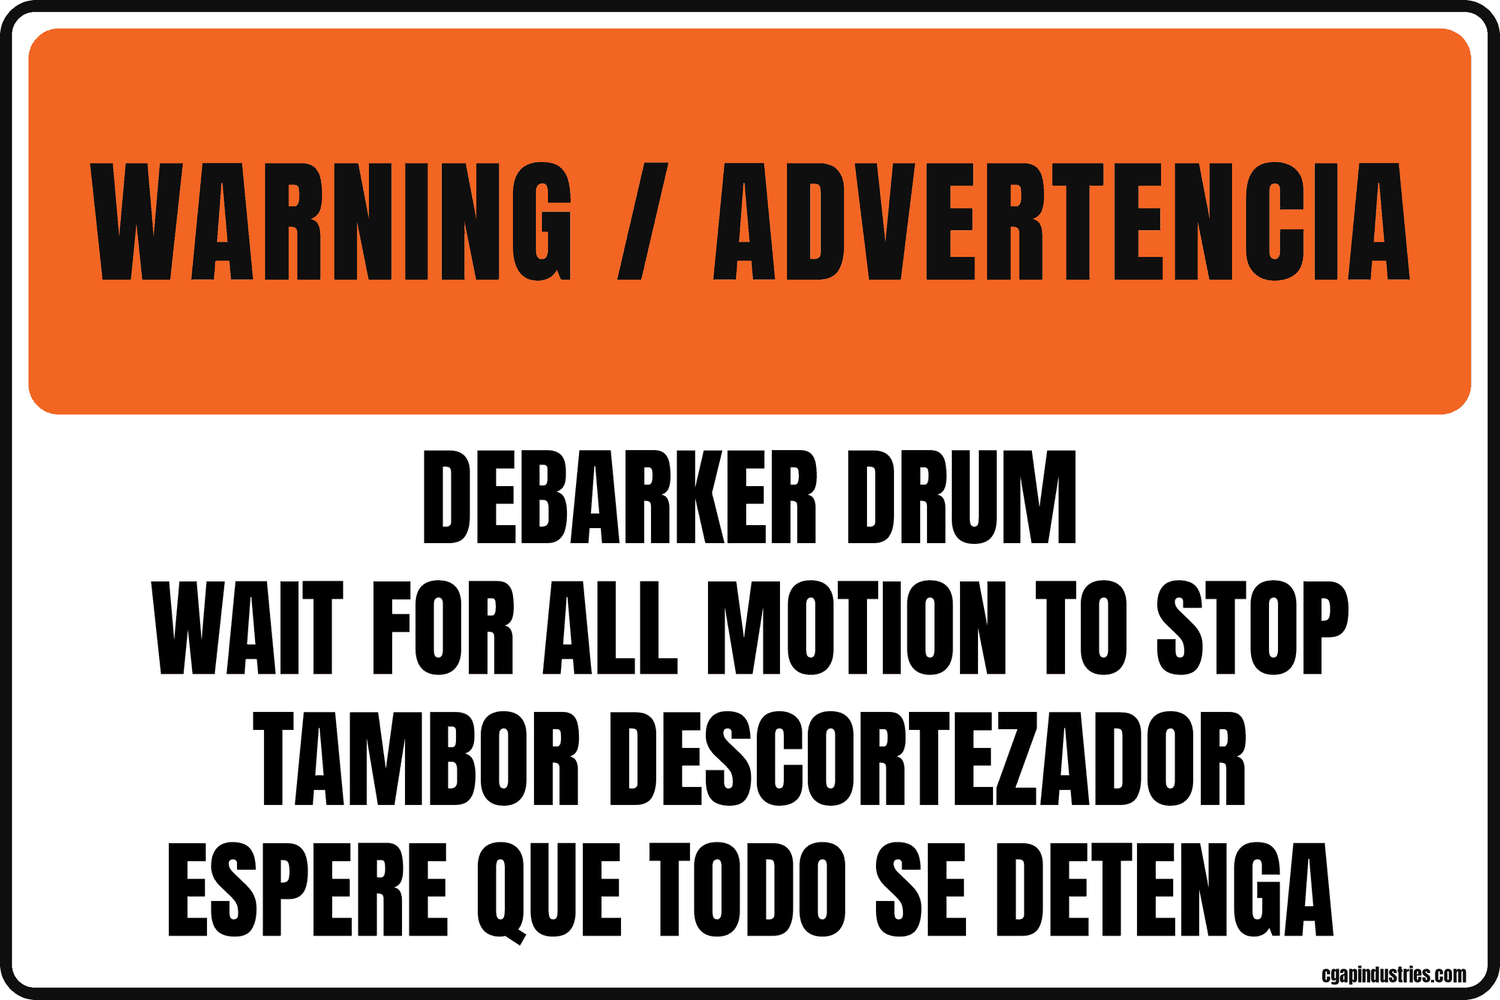 WARNING / ADVERTENCIA
DEBARKER DRUM
WAIT FOR ALL MOTION TO STOP
TAMBOR DESCORTEZADOR
ESPERE QUE TODO SE DETENGA
cgapindustries.com